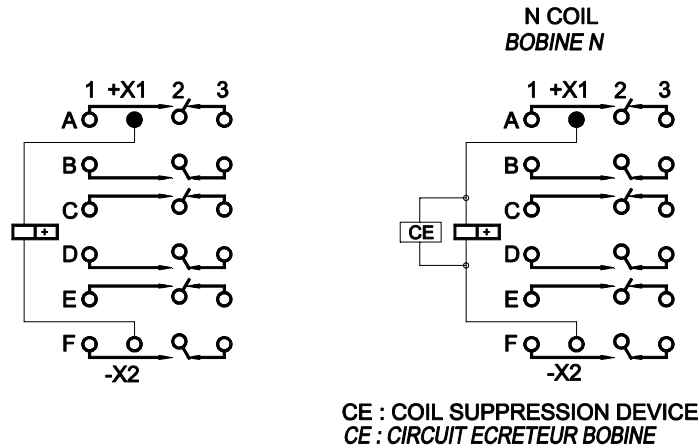 N COIL
BOBINE N
1 +X1 2 3
A
B
C
+
D
E
F
-X2
1 +X1 2 3
A
B
C
CE
+
D
E
F
-X2
CE : COIL SUPPRESSION DEVICE
CE : CIRCUIT ECRETEUR BOBINE